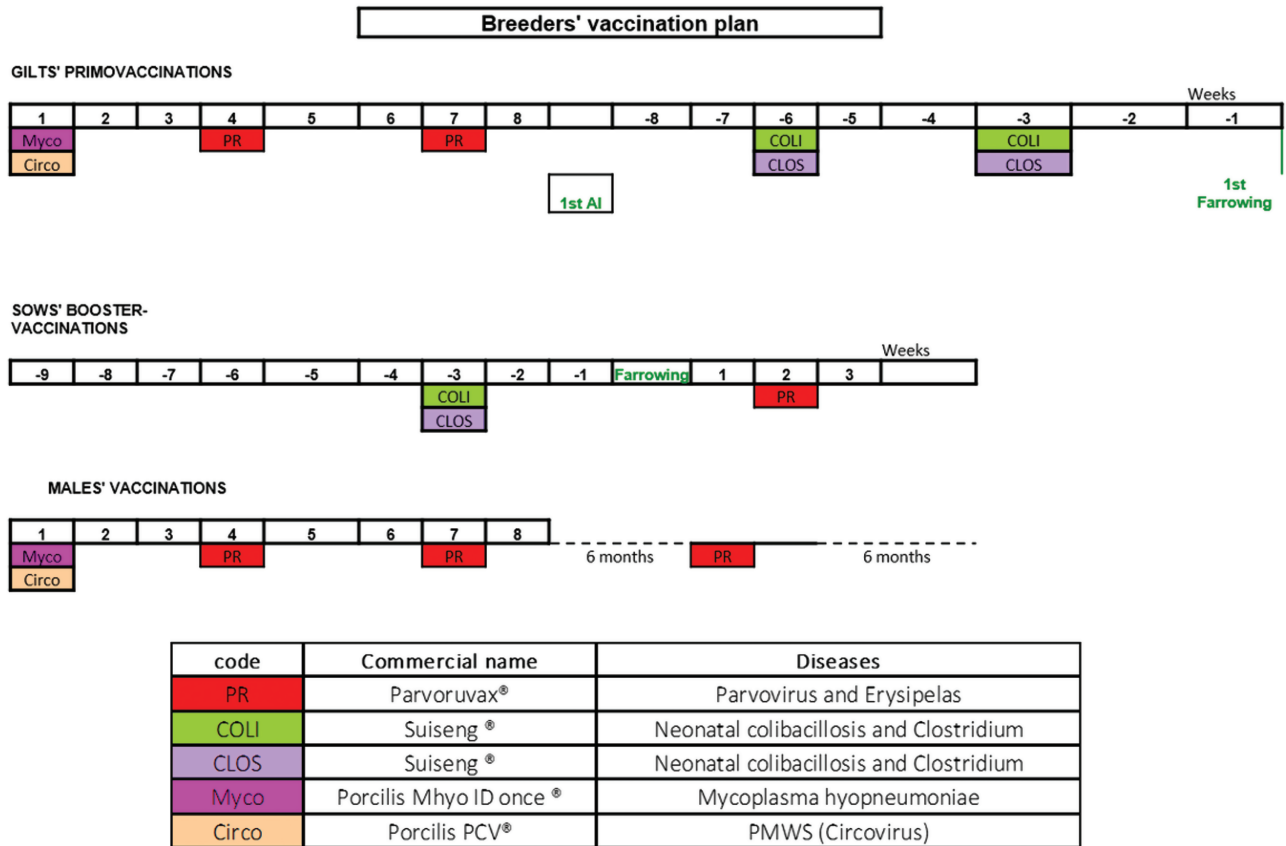 Breeders' vaccination plan
GILTS' PRIMOVACCINATIONS
Weeks
1 2 3 4 5 6 7 8 -8 -7 -6 -5 -4 -3 -2 -1
Myco PR PR COLI COLI
Circo CLOS CLOS
1st AI
1st
Farrowing
SOWS' BOOSTER-
VACCINATIONS
Weeks
-9 -8 -7 -6 -5 -4 -3 -2 -1 Farrowing 1 2 3
COLI PR
CLOS
MALES' VACCINATIONS
1 2 3 4 5 6 7 8
Myco PR PR 6 months PR 6 months
Circo
code Commercial name Diseases
PR Parvoruvax® Parvovirus and Erysipelas
COLI Suiseng ® Neonatal colibacillosis and Clostridium
CLOS Suiseng ® Neonatal colibacillosis and Clostridium
Myco Porcilis Mhyo ID once ® Mycoplasma hyopneumoniae
Circo Porcilis PCV® PMWS (Circovirus)